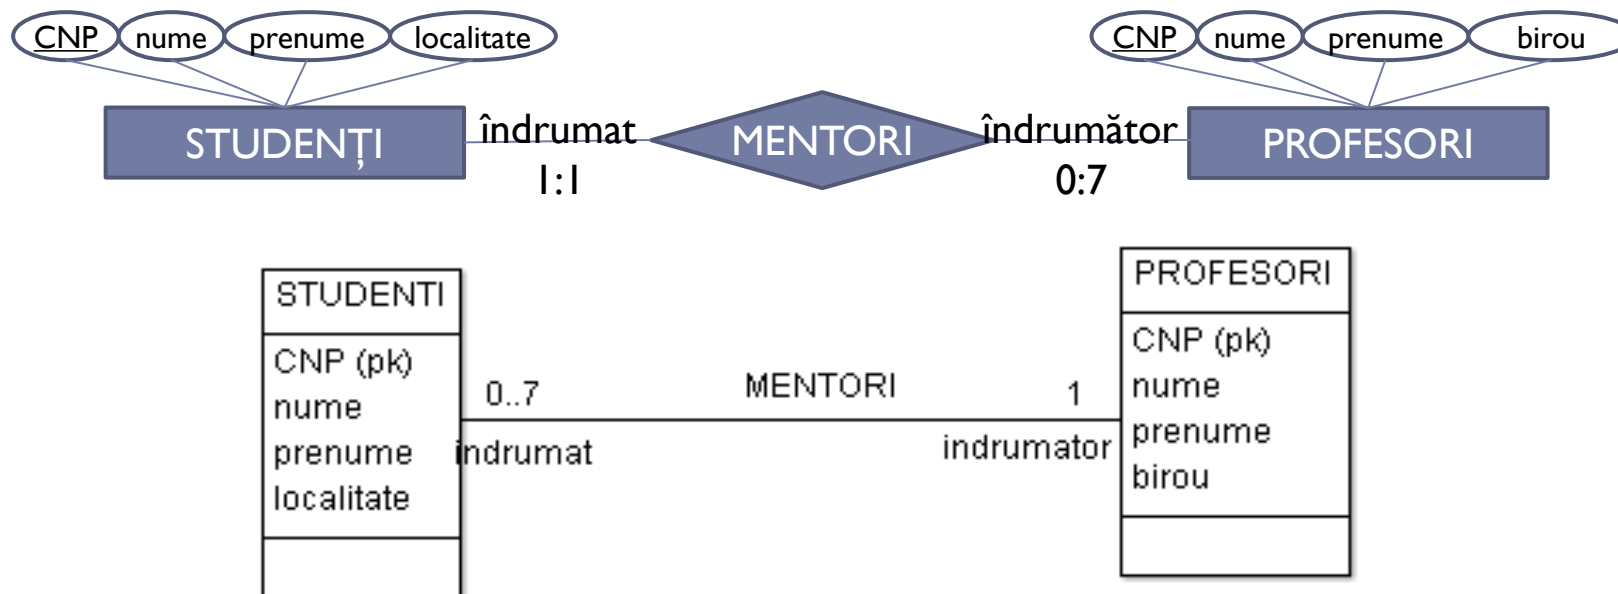 CNP nume prenume localitate
CNP nume prenume birou
STUDENȚI îndrumat MENTORI îndrumător PROFESORI
1:1 0:7
STUDENTI
CNP (pk)
nume
prenume
localitate
0..7 MENTORI 1
indrumat indrumator
PROFESORI
CNP (pk)
nume
prenume
birou